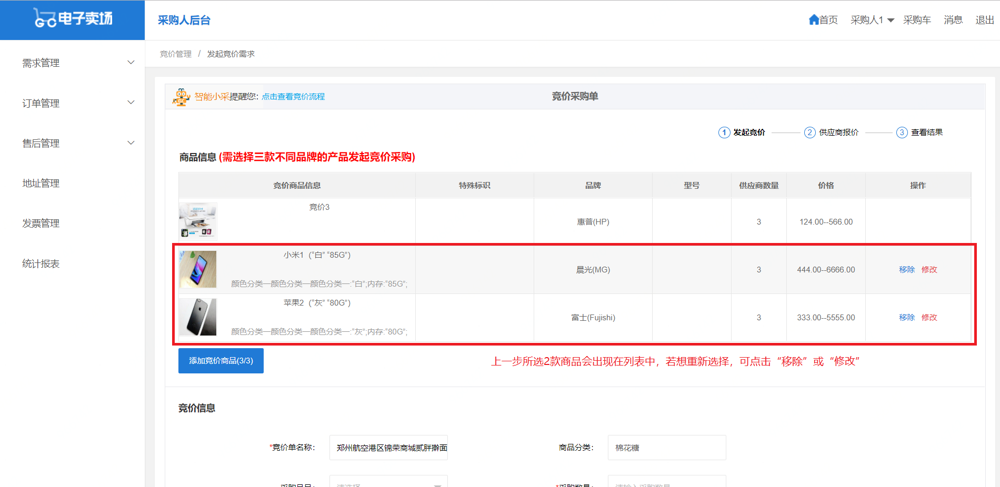 电子卖场
采购人后台
首页 采购人1 采购车 消息 退出
竞价管理 / 发起竞价需求
需求管理
订单管理
售后管理
地址管理
发票管理
统计报表
智能小采提醒您：点击查看竞价流程
竞价采购单
1 发起竞价 2 供应商报价 3 查看结果
商品信息 (需选择三款不同品牌的产品发起竞价采购)
竞价商品信息 特殊标识 品牌 型号 供应商数量 价格 操作
竞价3
惠普(HP) 3 124.00--566.00
小米1（“白” “85G”）
晨光(MG) 3 444.00--6666.00 移除 修改
颜色分类一颜色分类一颜色分类一:“白”;内存:“85G”;
苹果2（“灰” “80G”）
富士(Fujishi) 3 333.00--5555.00 移除 修改
颜色分类一颜色分类一颜色分类一:“灰”;内存:“80G”;
添加竞价商品(3/3)
上一步所选2款商品会出现在列表中，若想重新选择，可点击“移除”或“修改”
竞价信息
*竞价单名称： 郑州航空港区锦荣商城贰胖擀面
商品分类： 棉花糖